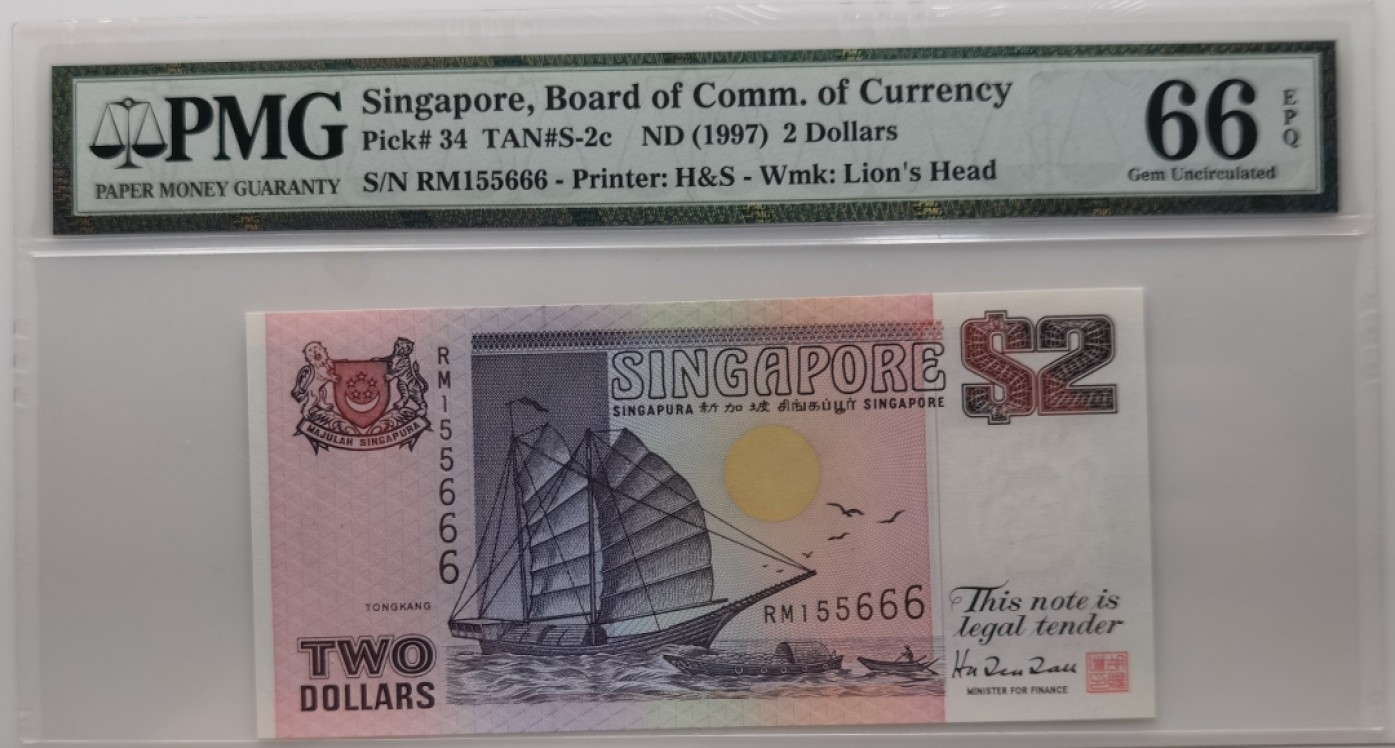 PMG
PAPER MONEY GUARANTY
Singapore, Board of Comm. of Currency
Pick# 34 TAN#S-2c ND (1997) 2 Dollars
S/N RM155666 - Printer: H&S - Wmk: Lion's Head
66
EPQ
Gem Uncirculated
$2
SINGAPORE
SINGAPURA 新加坡 சிங்கப்பூர் SINGAPORE
MAJULAH SINGAPURA
RM155666
TONGKANG
RM155666
TWO
DOLLARS
This note is
legal tender
MINISTER FOR FINANCE